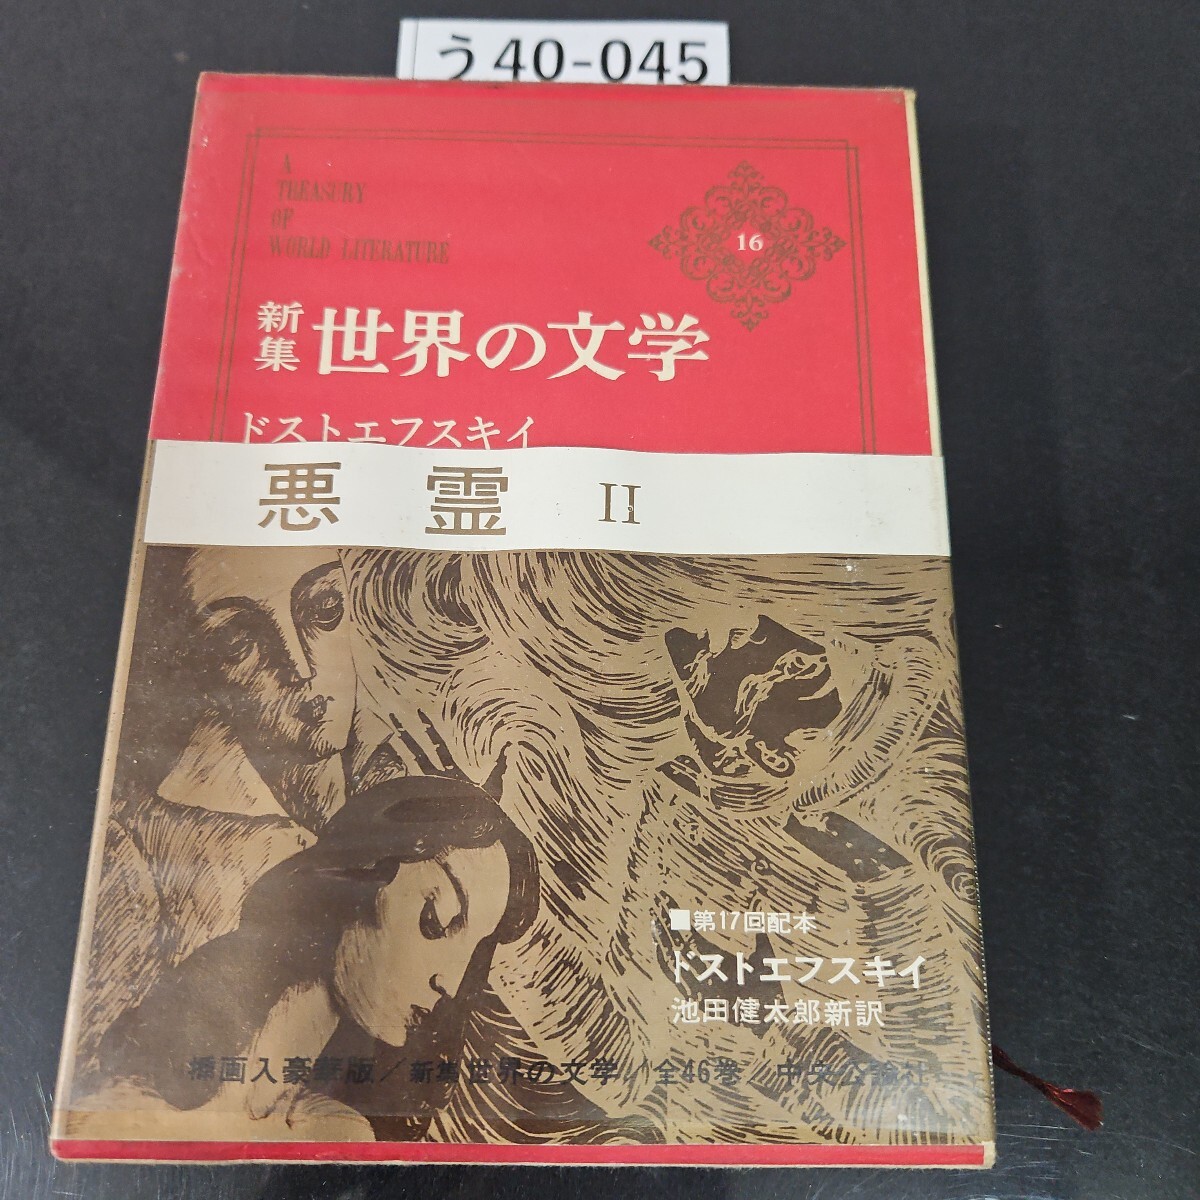 う40-045
A
TREASURY
OF
WORLD LITERATURE
16
新集 世界の文学
ドストエフスキイ
悪霊 II
■第17回配本
ドストエフスキイ
池田健太郎新訳
挿画入豪華版/新集世界の文学/全46巻 中央公論社